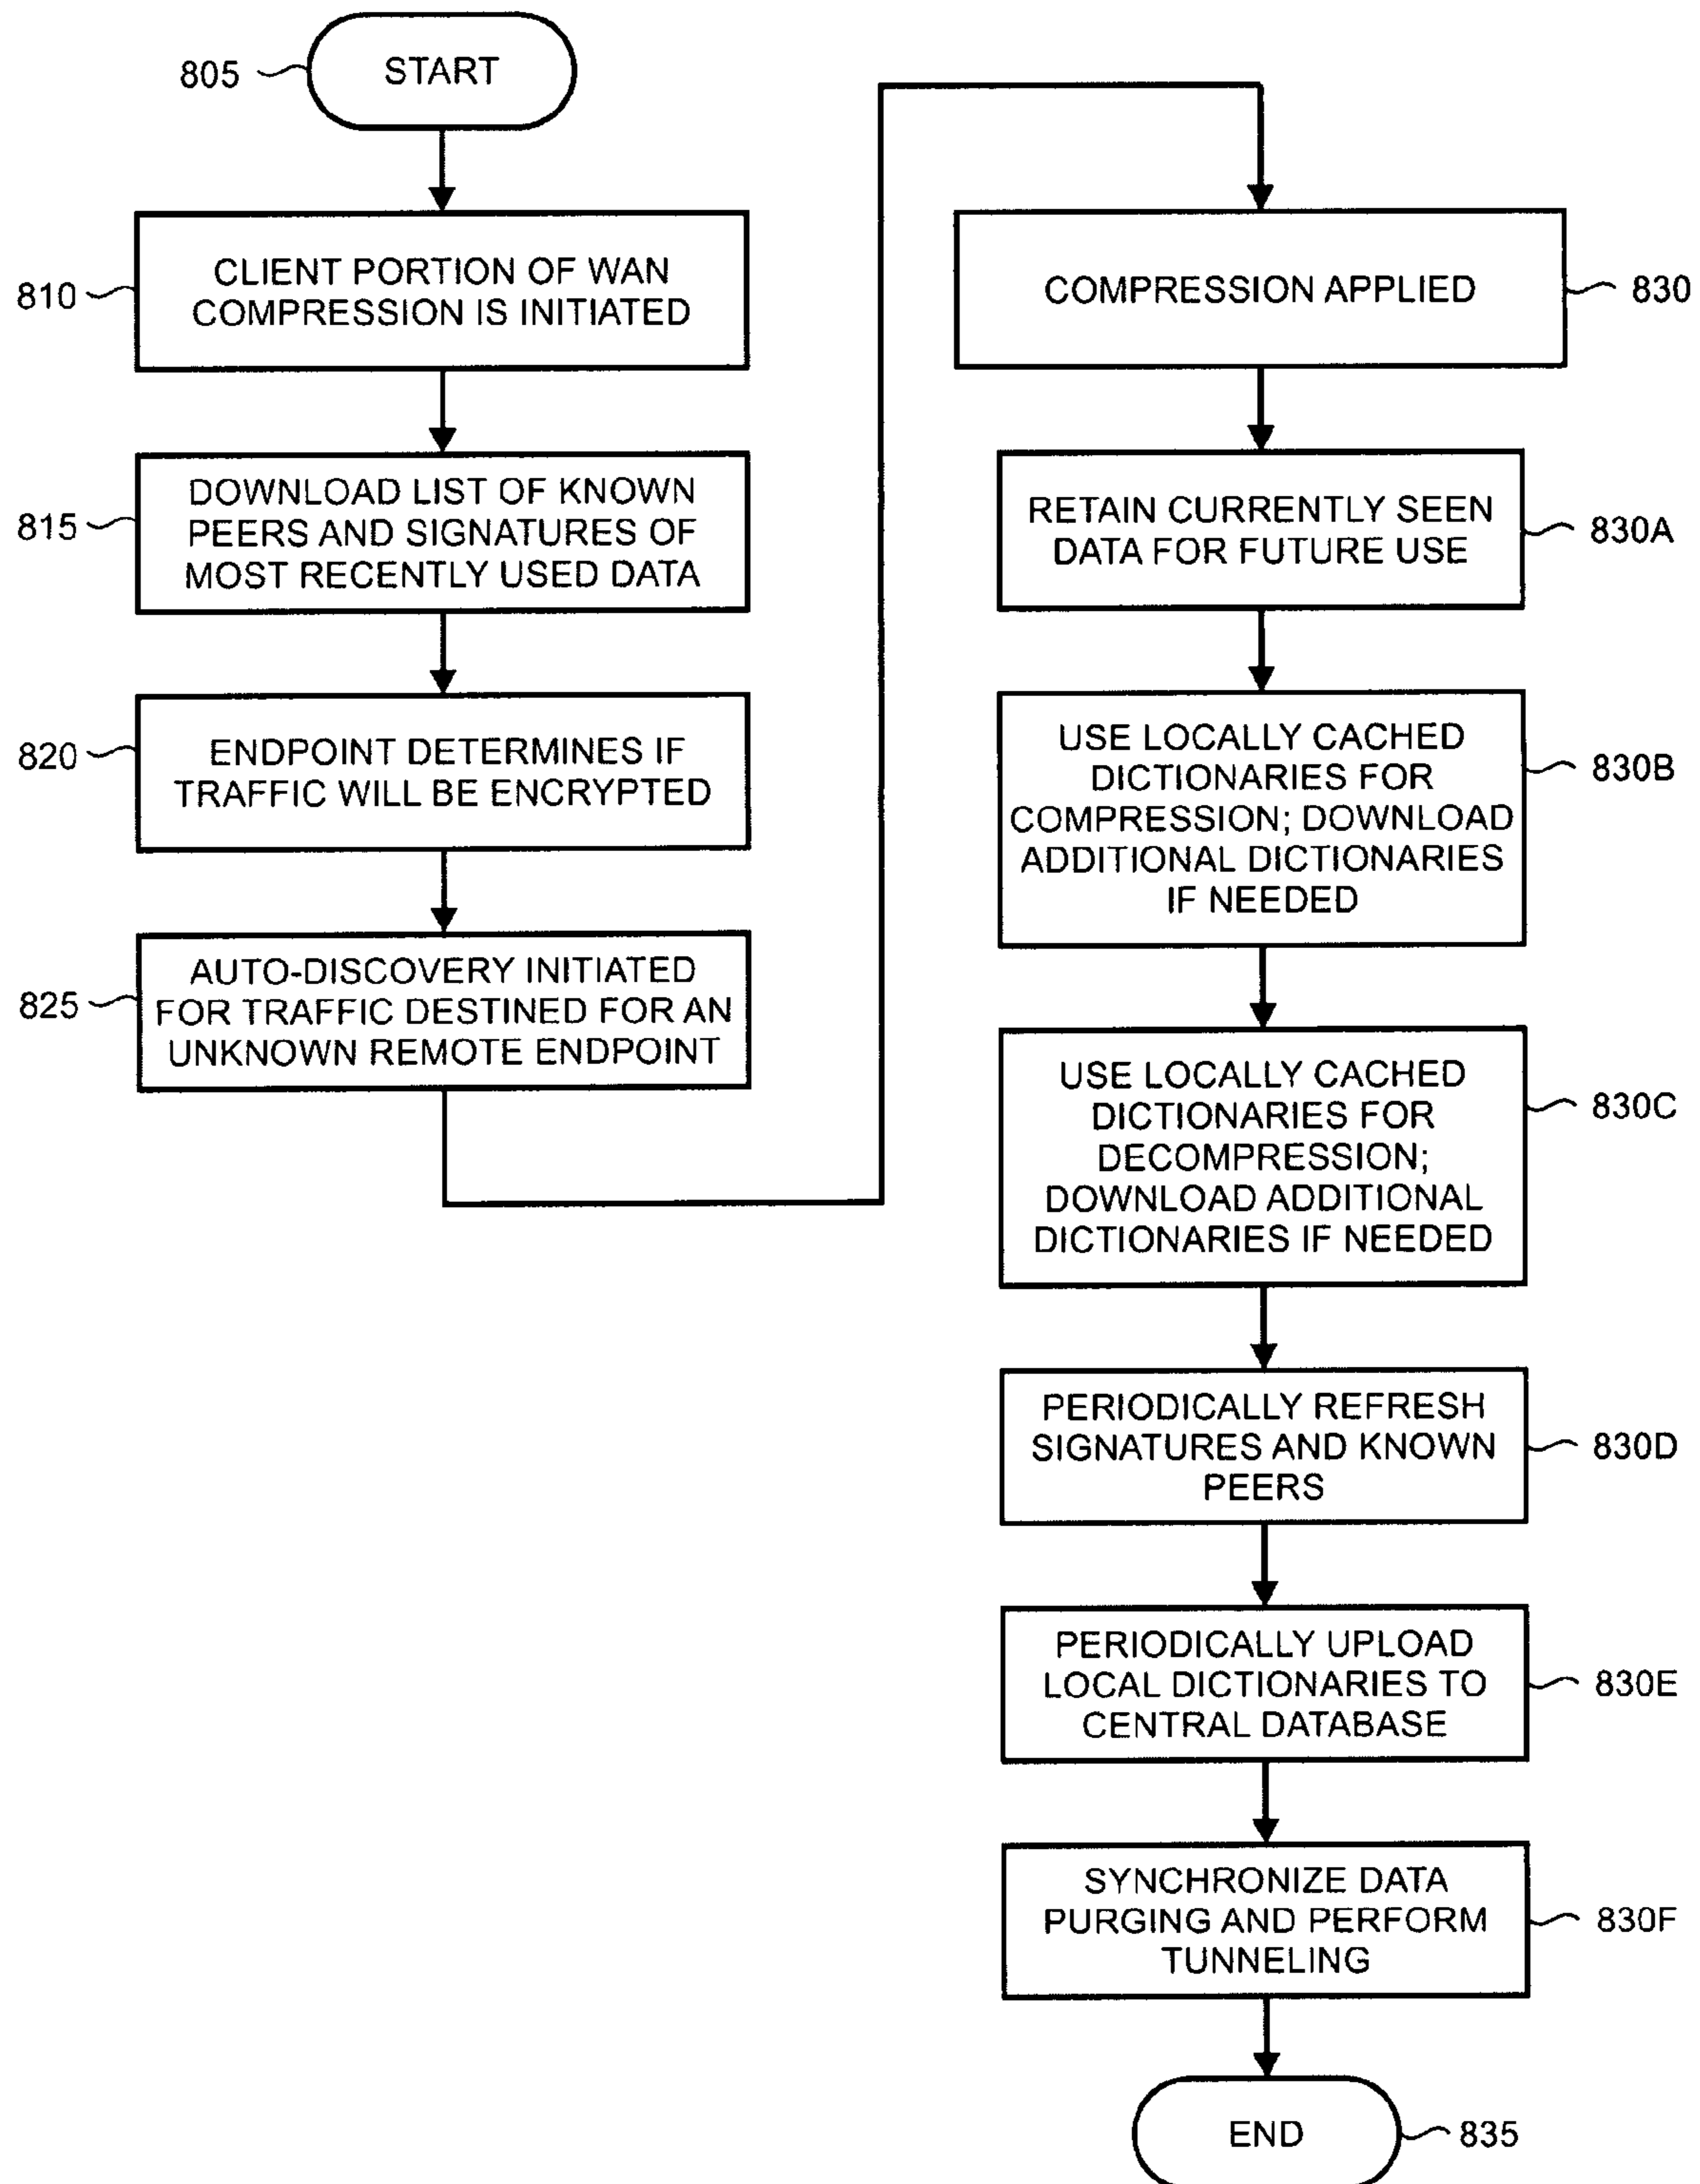 805
START
810
CLIENT PORTION OF WAN
COMPRESSION IS INITIATED
815
DOWNLOAD LIST OF KNOWN
PEERS AND SIGNATURES OF
MOST RECENTLY USED DATA
820
ENDPOINT DETERMINES IF
TRAFFIC WILL BE ENCRYPTED
825
AUTO-DISCOVERY INITIATED
FOR TRAFFIC DESTINED FOR AN
UNKNOWN REMOTE ENDPOINT
COMPRESSION APPLIED
830
RETAIN CURRENTLY SEEN
DATA FOR FUTURE USE
830A
USE LOCALLY CACHED
DICTIONARIES FOR
COMPRESSION; DOWNLOAD
ADDITIONAL DICTIONARIES
IF NEEDED
830B
USE LOCALLY CACHED
DICTIONARIES FOR
DECOMPRESSION;
DOWNLOAD ADDITIONAL
DICTIONARIES IF NEEDED
830C
PERIODICALLY REFRESH
SIGNATURES AND KNOWN
PEERS
830D
PERIODICALLY UPLOAD
LOCAL DICTIONARIES TO
CENTRAL DATABASE
830E
SYNCHRONIZE DATA
PURGING AND PERFORM
TUNNELING
830F
END
835